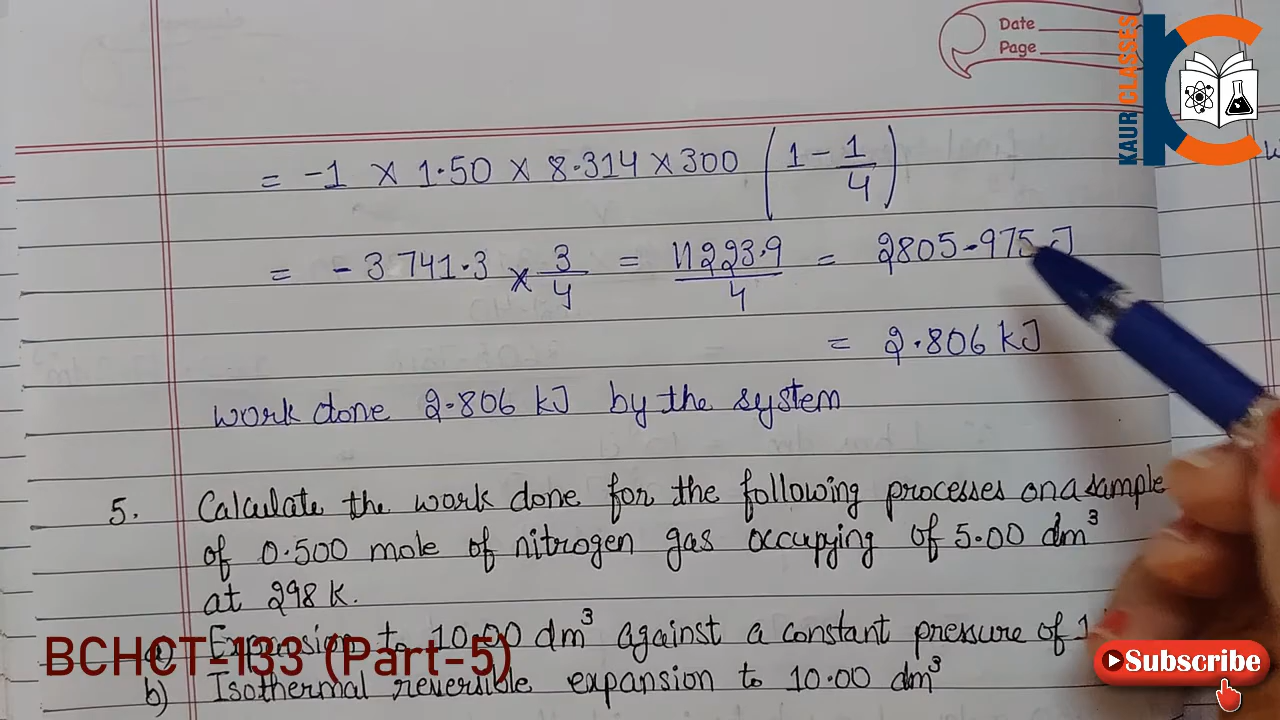 Date
Page
KAUR CLASSES
= -1 × 1.50 × 8.314 × 300 (1 - 1/4)
= - 3741.3 × 3/4 = 11223.9/4 = 2805.975 J
= 2.806 kJ
work done 2.806 kJ by the system
5. Calculate the work done for the following processes on a sample
of 0.500 mole of nitrogen gas occupying of 5.00 dm³
at 298 K.
a) Expansion to 10.00 dm³ against a constant pressure of 1
b) Isothermal reversible expansion to 10.00 dm³
BCHCT-133 (Part-5)
Subscribe